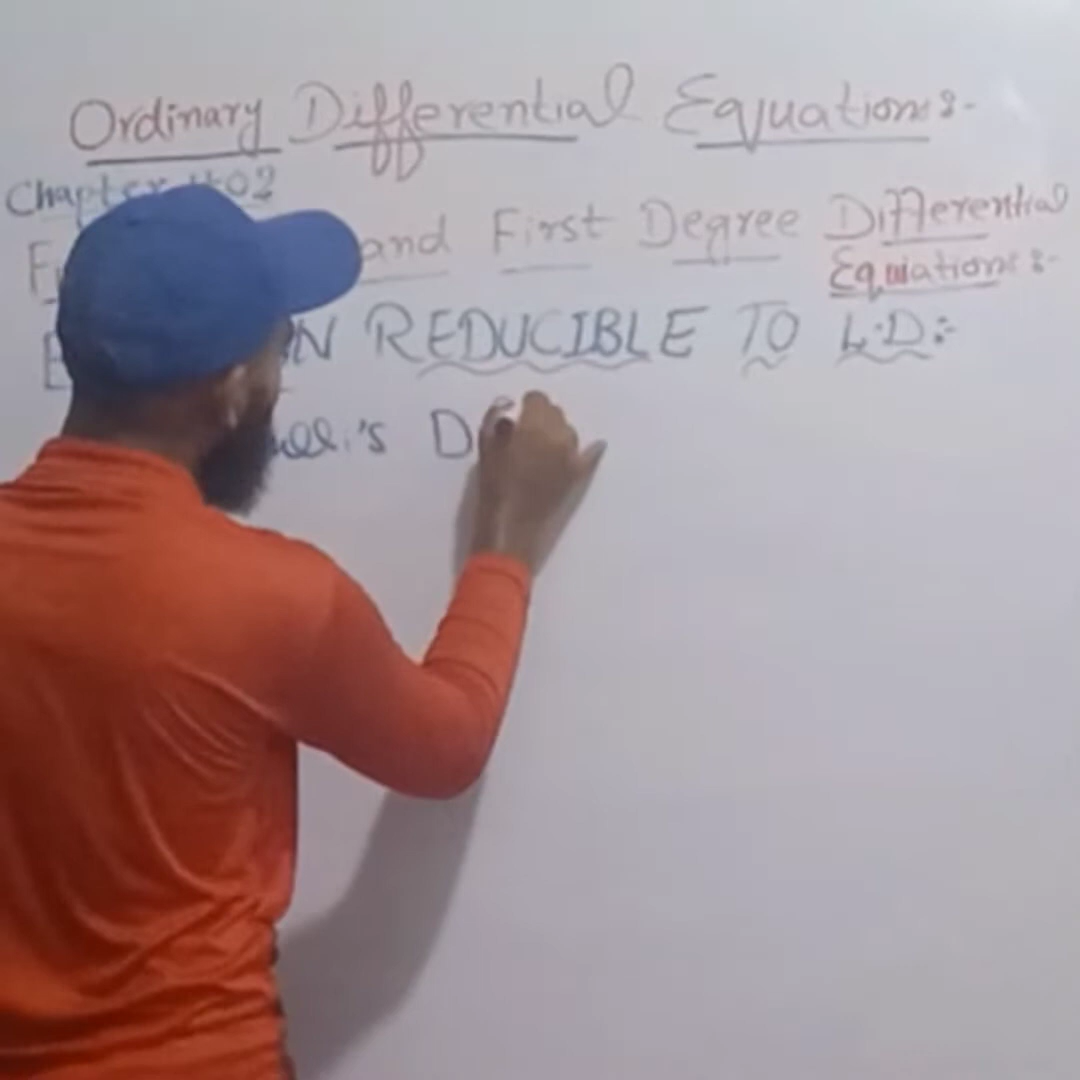 Ordinary Differential Equations:-
Chapter #02
and First Degree Differential
Equations:-
REDUCIBLE TO L.D:-